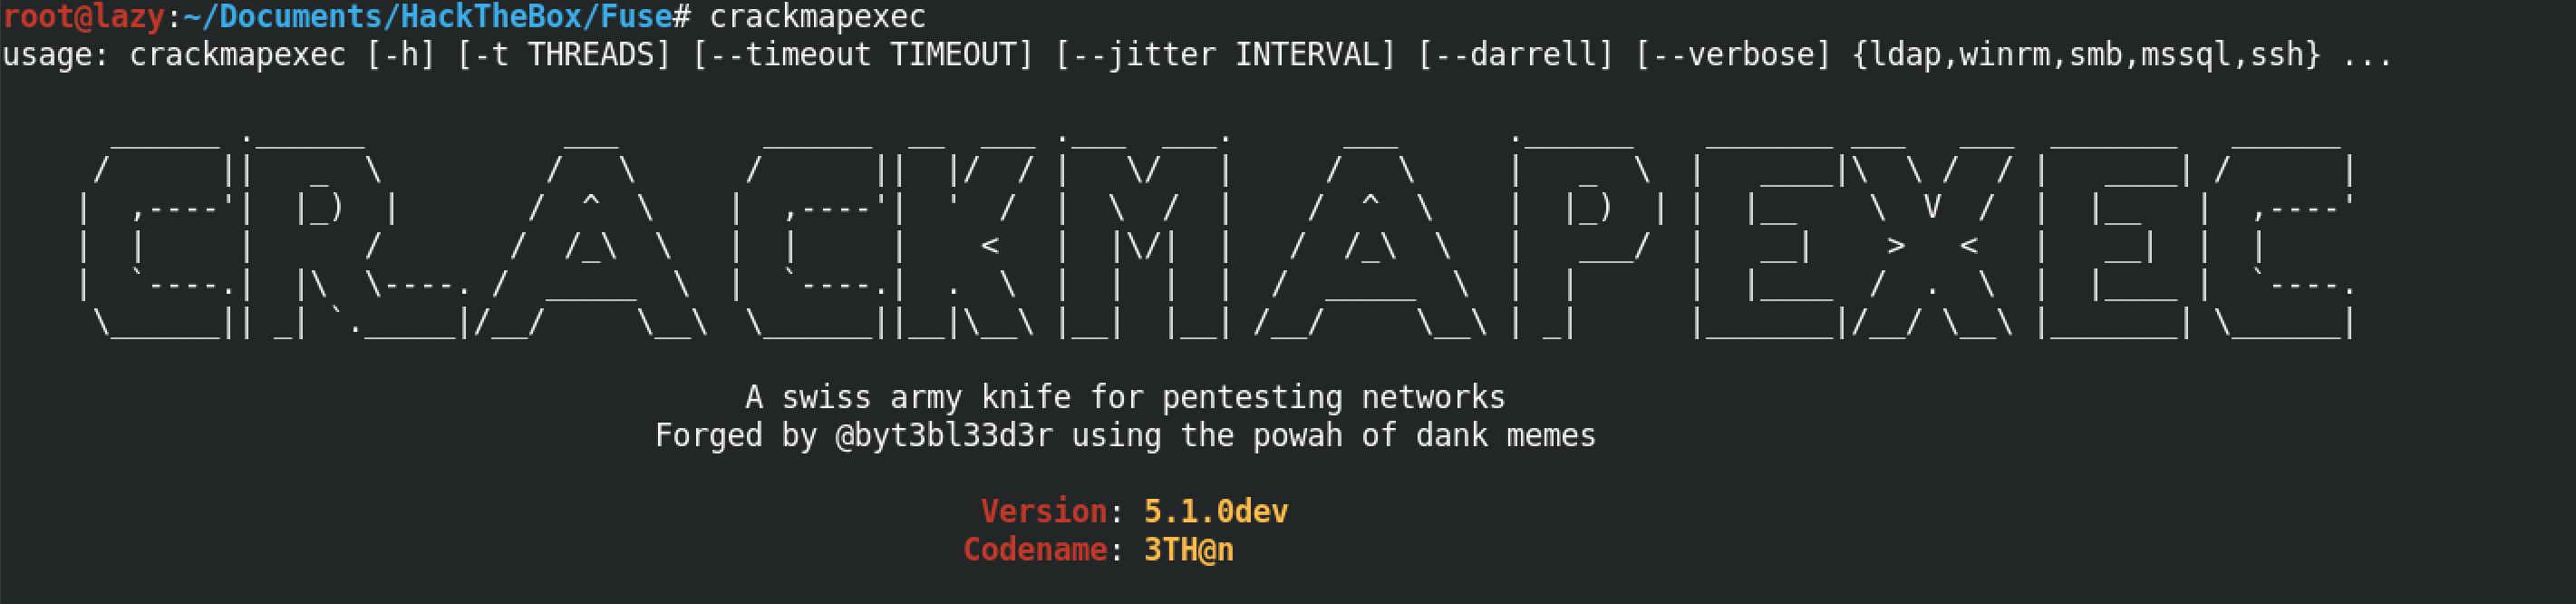 root@lazy:~/Documents/HackTheBox/Fuse# crackmapexec
usage: crackmapexec [-h] [-t THREADS] [--timeout TIMEOUT] [--jitter INTERVAL] [--darrell] [--verbose] {ldap,winrm,smb,mssql,ssh} ...
CRACKMAPEXEC
A swiss army knife for pentesting networks
Forged by @byt3bl33d3r using the powah of dank memes
Version: 5.1.0dev
Codename: 3TH@n